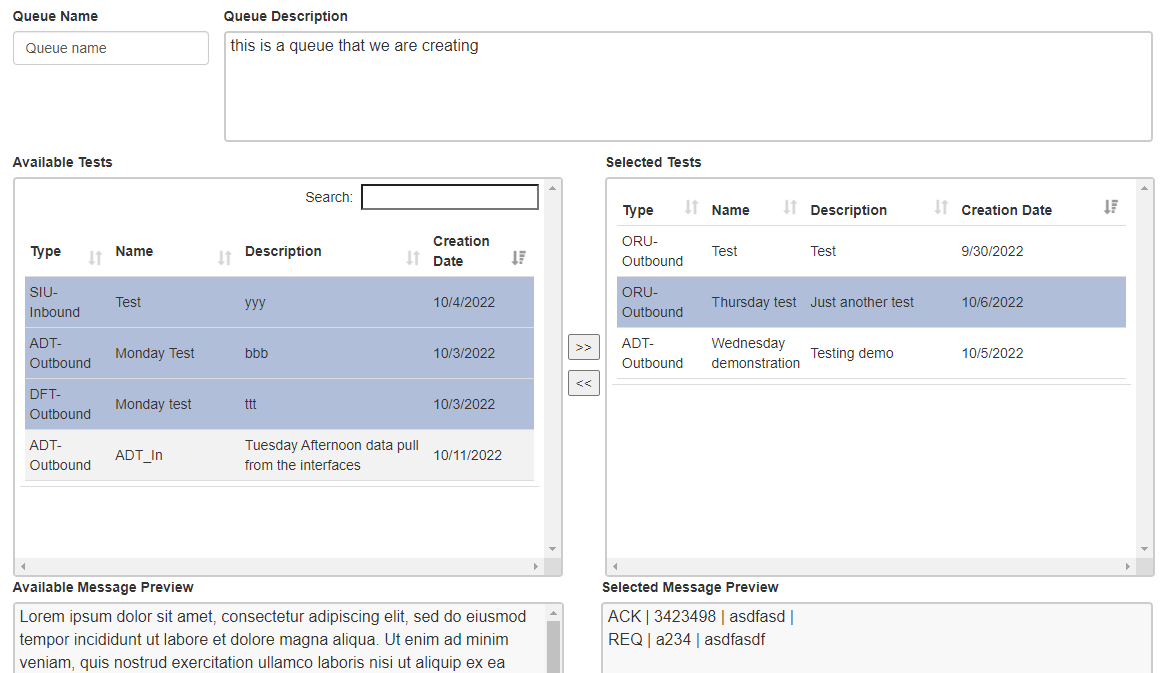 Queue Name
Queue Description
Queue name
this is a queue that we are creating
Available Tests
Selected Tests
Search:
Type Name Description Creation Date
SIU-Inbound Test yyy 10/4/2022
ADT-Outbound Monday Test bbb 10/3/2022
DFT-Outbound Monday test ttt 10/3/2022
ADT-Outbound ADT_In Tuesday Afternoon data pull from the interfaces 10/11/2022
>>
<<
Type Name Description Creation Date
ORU-Outbound Test Test 9/30/2022
ORU-Outbound Thursday test Just another test 10/6/2022
ADT-Outbound Wednesday demonstration Testing demo 10/5/2022
Available Message Preview
Lorem ipsum dolor sit amet, consectetur adipiscing elit, sed do eiusmod
tempor incididunt ut labore et dolore magna aliqua. Ut enim ad minim
veniam, quis nostrud exercitation ullamco laboris nisi ut aliquip ex ea
Selected Message Preview
ACK | 3423498 | asdfasd |
REQ | a234 | asdfasdf